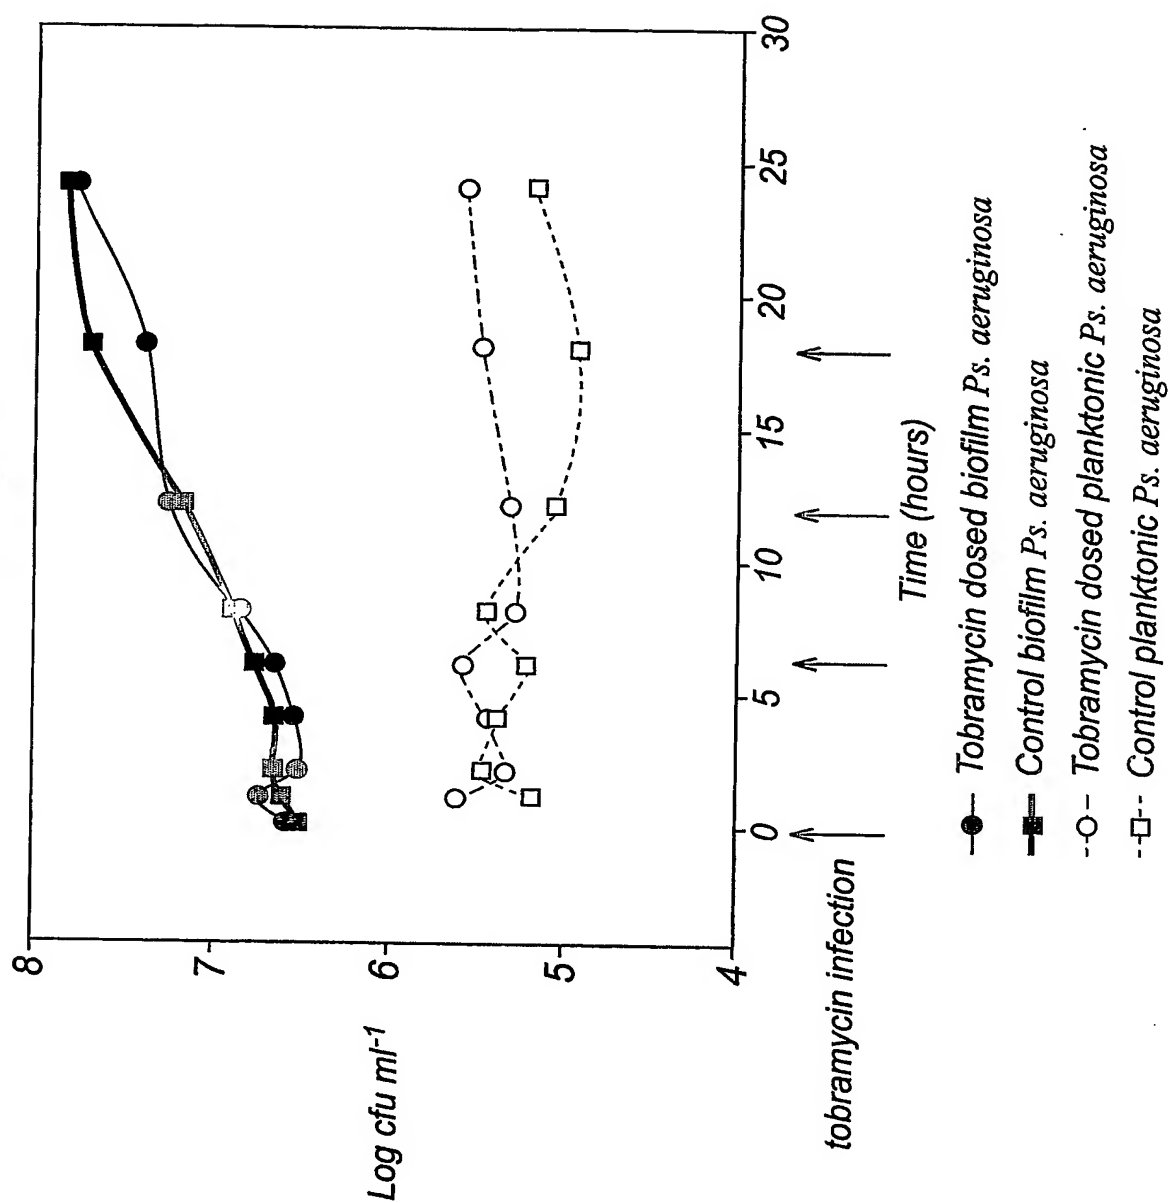 Log cfu ml-1
8
7
6
5
4
0
5
10
15
20
25
30
tobramycin infection
Time (hours)
Tobramycin dosed biofilm Ps. aeruginosa
Control biofilm Ps. aeruginosa
Tobramycin dosed planktonic Ps. aeruginosa
Control planktonic Ps. aeruginosa